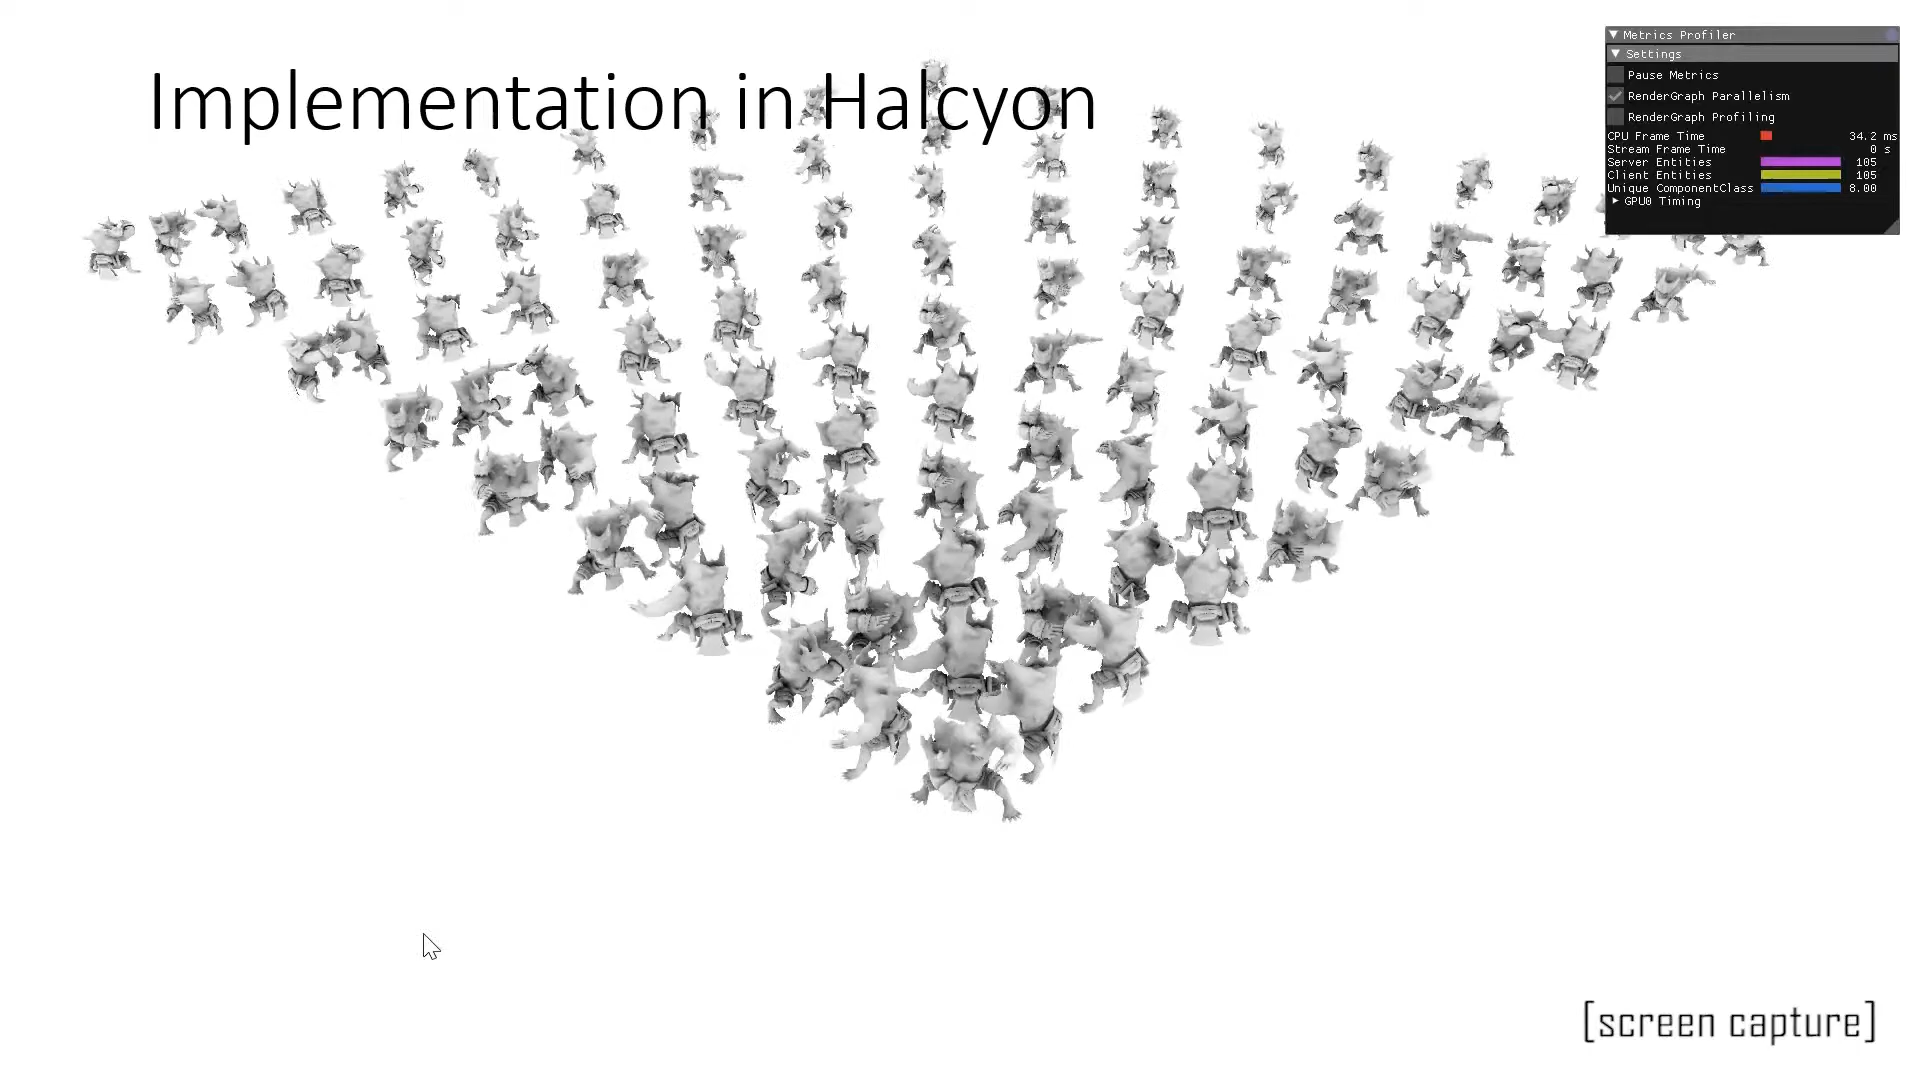 Implementation in Halcyon
Metrics Profiler
Settings
Pause Metrics
RenderGraph Parallelism
RenderGraph Profiling
CPU Frame Time 34.2 ms
Stream Frame Time 0 s
Server Entities 105
Client Entities 105
Unique ComponentClass 8.00
GPU0 Timing
[screen capture]